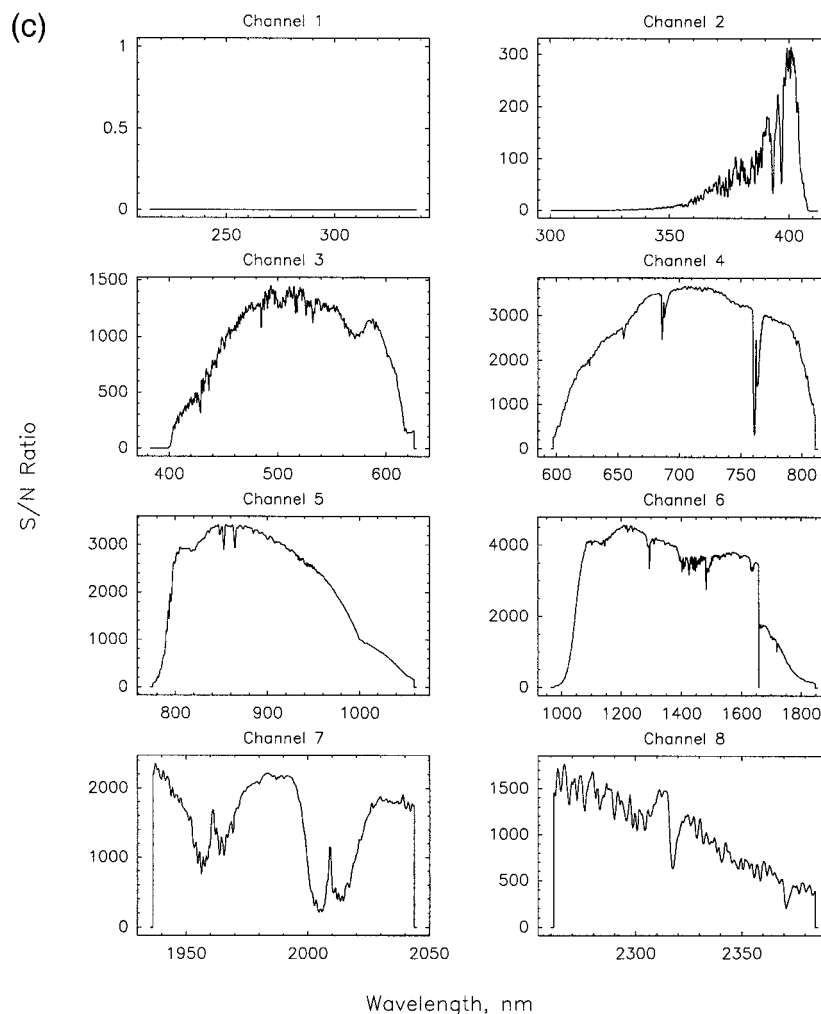 (c)
Channel 1
1
0.5
0
250 300
Channel 2
300
200
100
0
300 350 400
Channel 3
1500
1000
500
0
400 500 600
Channel 4
3000
2000
1000
0
600 650 700 750 800
Channel 5
3000
2000
1000
0
800 900 1000
Channel 6
4000
2000
0
1000 1200 1400 1600 1800
Channel 7
2000
1000
0
1950 2000 2050
Channel 8
1500
1000
500
0
2300 2350
S/N Ratio
Wavelength, nm